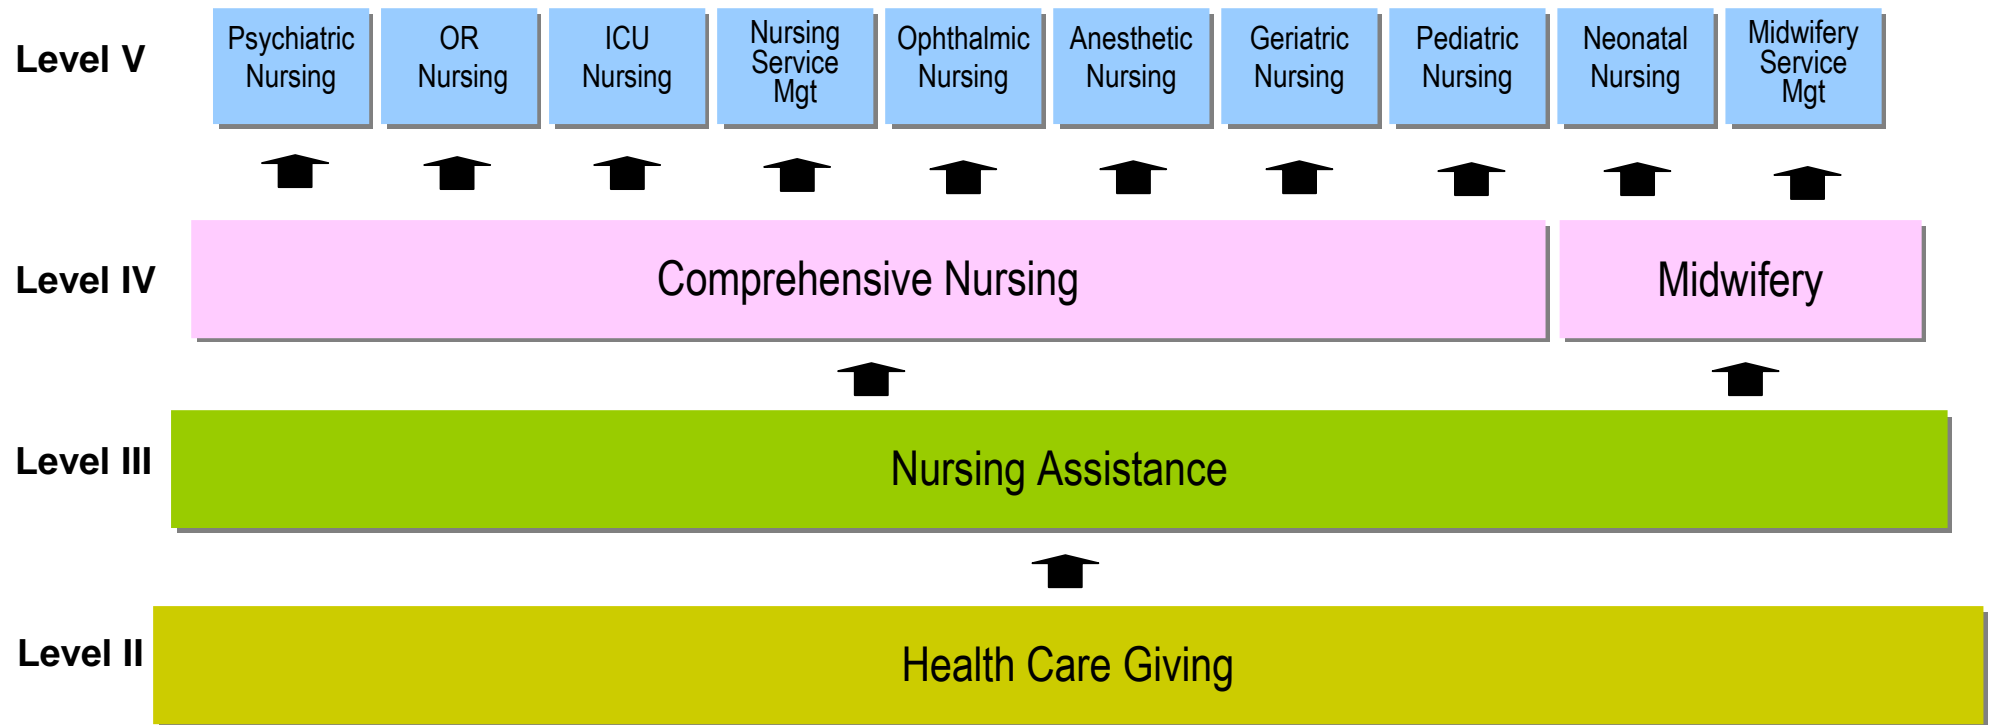 Level V
Psychiatric
Nursing
OR
Nursing
ICU
Nursing
Nursing
Service
Mgt
Ophthalmic
Nursing
Anesthetic
Nursing
Geriatric
Nursing
Pediatric
Nursing
Neonatal
Nursing
Midwifery
Service
Mgt
Level IV
Comprehensive Nursing
Midwifery
Level III
Nursing Assistance
Level II
Health Care Giving